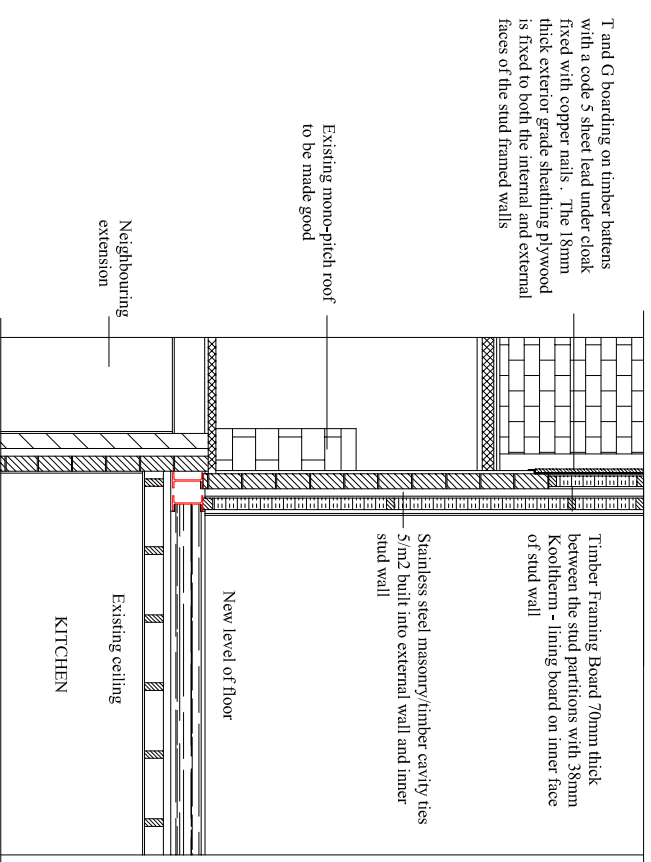 T and G boarding on timber battens
with a code 5 sheet lead under cloak
fixed with copper nails . The 18mm
thick exterior grade sheathing plywood
is fixed to both the internal and external
faces of the stud framed walls
Timber Framing Board 70mm thick
between the stud partitions with 38mm
Kooltherm - lining board on inner face
of stud wall
Existing mono-pitch roof
to be made good
Stainless steel masonry/timber cavity ties
5/m2 built into external wall and inner
stud wall
New level of floor
Neighbouring
extension
Existing ceiling
KITCHEN